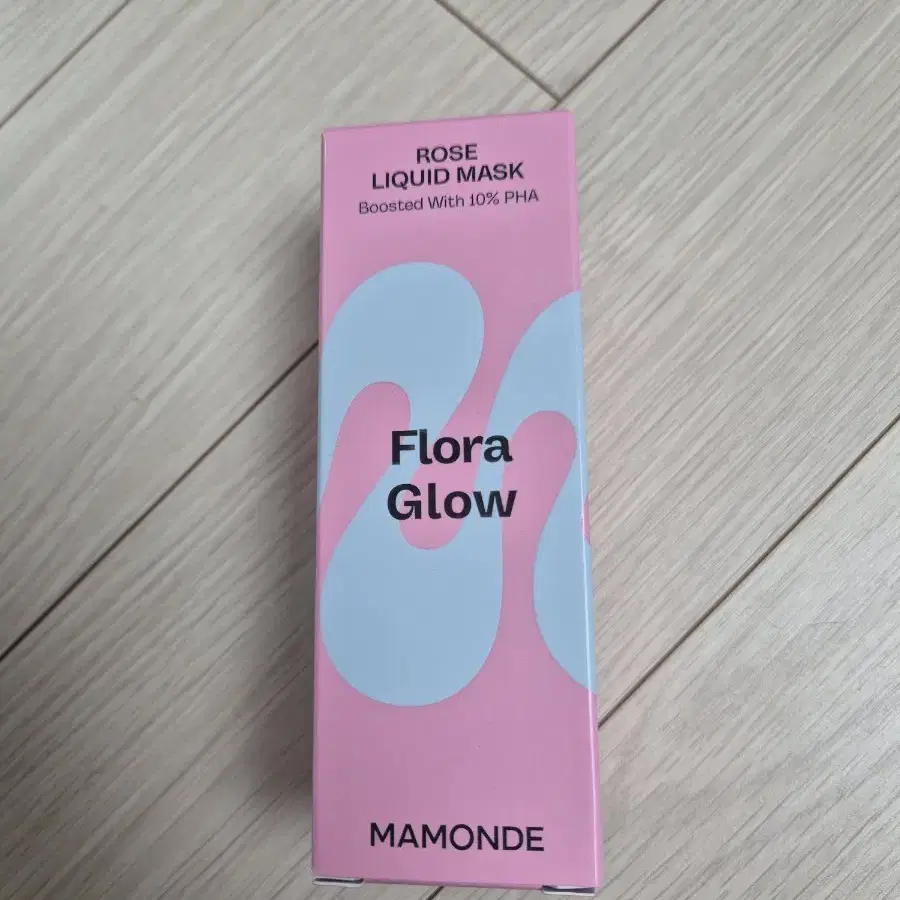 ROSE
LIQUID MASK
Boosted With 10% PHA
Flora
Glow
MAMONDE